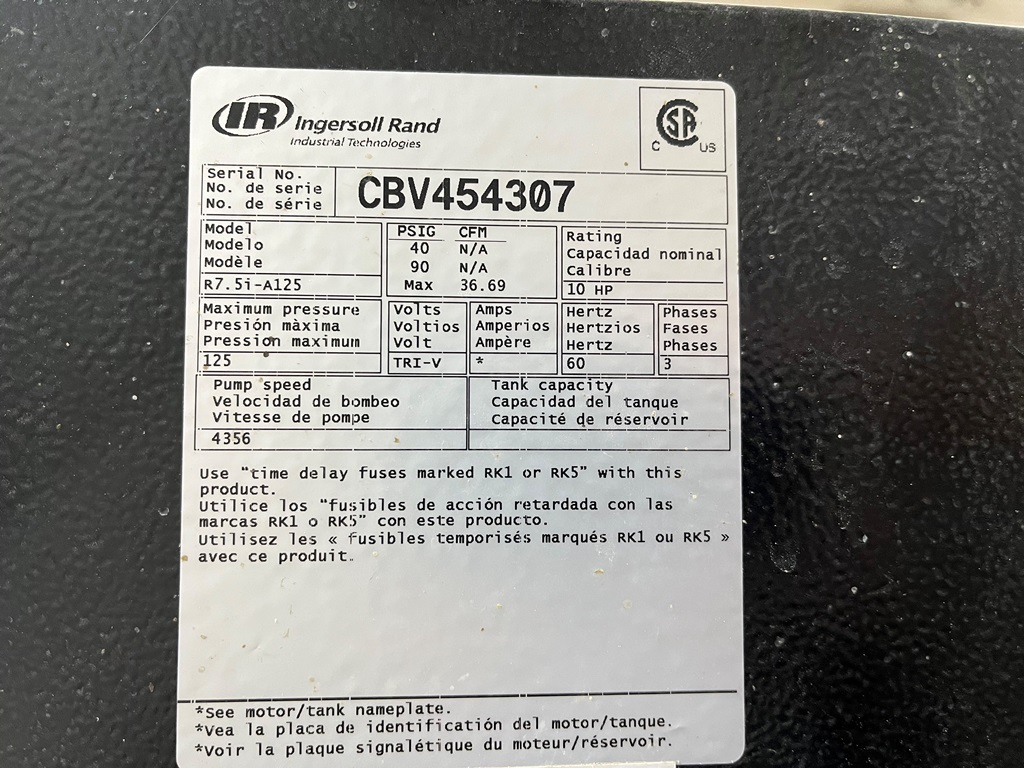 IR Ingersoll Rand
Industrial Technologies
C SA US
Serial No.
No. de serie
No. de série
CBV454307
Model
Modelo
Modèle
R7.5i-A125
PSIG CFM
40 N/A
90 N/A
Max 36.69
Rating
Capacidad nominal
Calibre
10 HP
Maximum pressure
Presión màxima
Pression maximum
125
Volts
Voltios
Volt
TRI-V
Amps
Amperios
Ampère
*
Hertz
Hertzios
Hertz
60
Phases
Fases
Phases
3
Pump speed
Velocidad de bombeo
Vitesse de pompe
4356
Tank capacity
Capacidad del tanque
Capacité de réservoir
Use "time delay fuses marked RK1 or RK5" with this
product.
Utilice los "fusibles de acción retardada con las
marcas RK1 o RK5" con este producto.
Utilisez les « fusibles temporisés marqués RK1 ou RK5 »
avec ce produit.
*See motor/tank nameplate.
*Vea la placa de identificación del motor/tanque.
*Voir la plaque signalétique du moteur/réservoir.